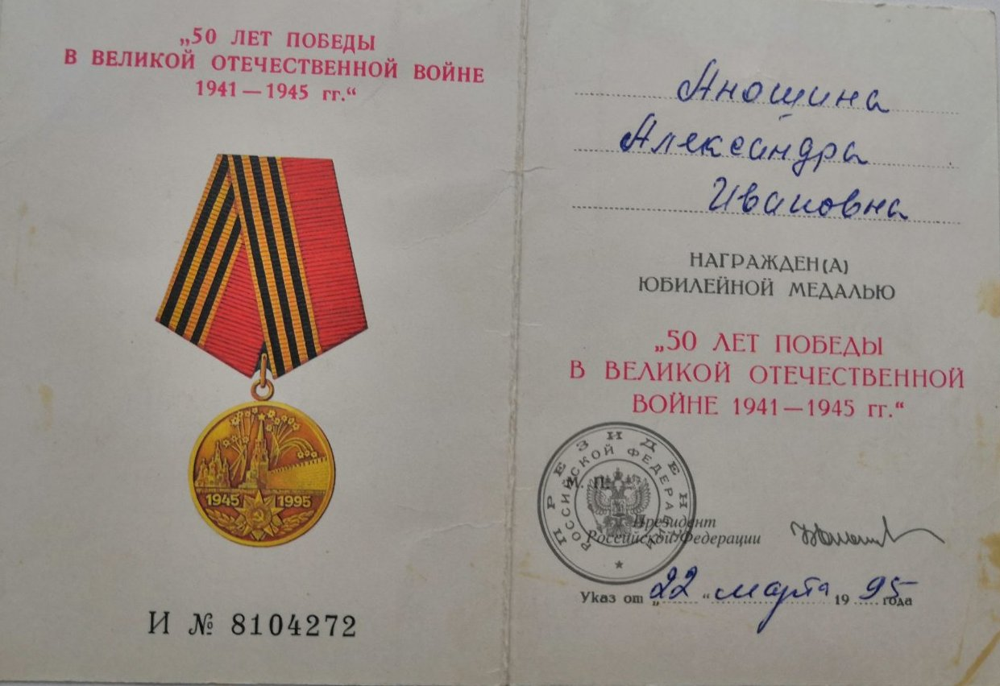 „50 ЛЕТ ПОБЕДЫ
В ВЕЛИКОЙ ОТЕЧЕСТВЕННОЙ ВОЙНЕ
1941—1945 гг.“
1945 1995
И № 8104272
Аношина
Александра
Ивановна
НАГРАЖДЕН(А)
ЮБИЛЕЙНОЙ МЕДАЛЬЮ
„50 ЛЕТ ПОБЕДЫ
В ВЕЛИКОЙ ОТЕЧЕСТВЕННОЙ
ВОЙНЕ 1941—1945 гг.“
ПРЕЗИДЕНТ
РОССИЙСКОЙ ФЕДЕРАЦИИ
М. П.
Президент
Российской Федерации
Указ от „22“ марта 1995 года